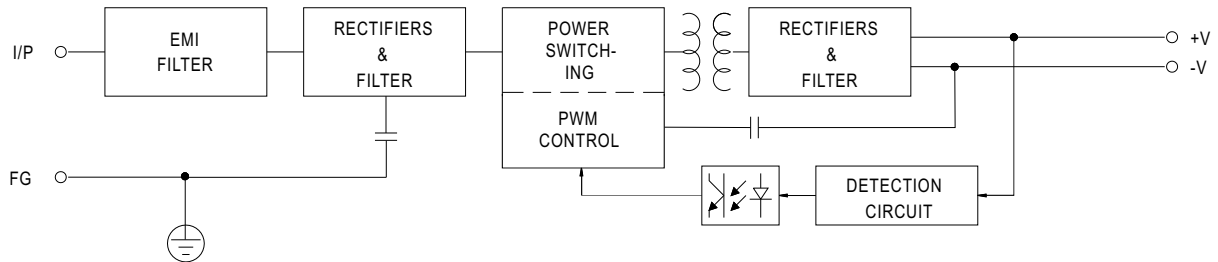 I/P
EMI
FILTER
RECTIFIERS
&
FILTER
POWER
SWITCH-
ING
PWM
CONTROL
RECTIFIERS
&
FILTER
+V
-V
FG
DETECTION
CIRCUIT